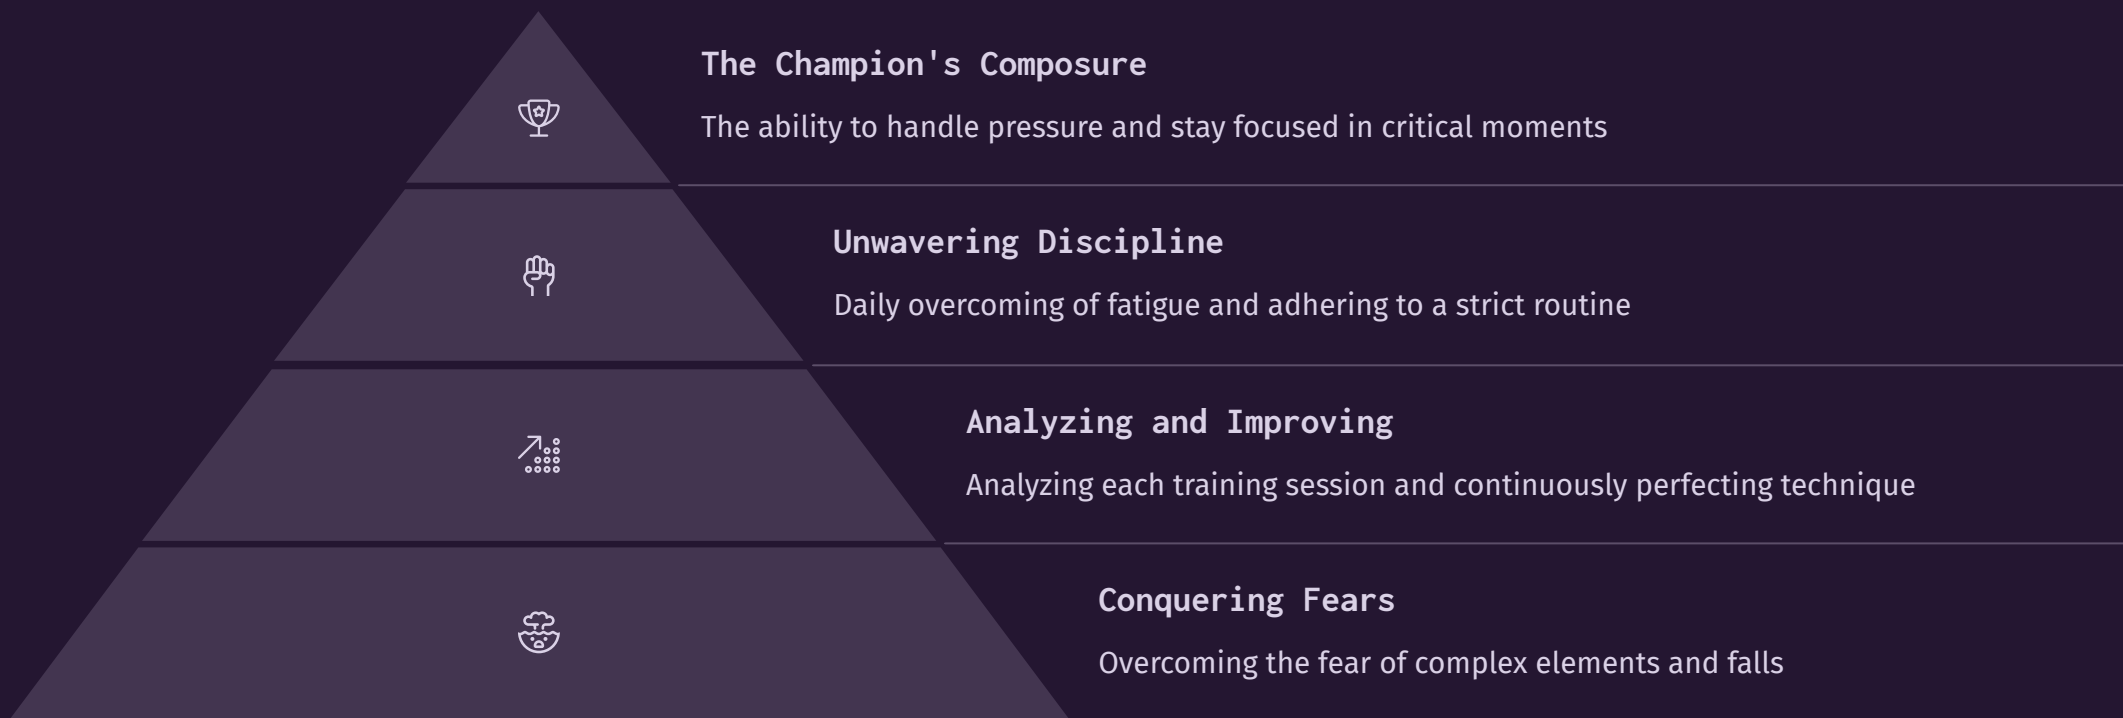 The Champion's Composure
The ability to handle pressure and stay focused in critical moments
Unwavering Discipline
Daily overcoming of fatigue and adhering to a strict routine
Analyzing and Improving
Analyzing each training session and continuously perfecting technique
Conquering Fears
Overcoming the fear of complex elements and falls